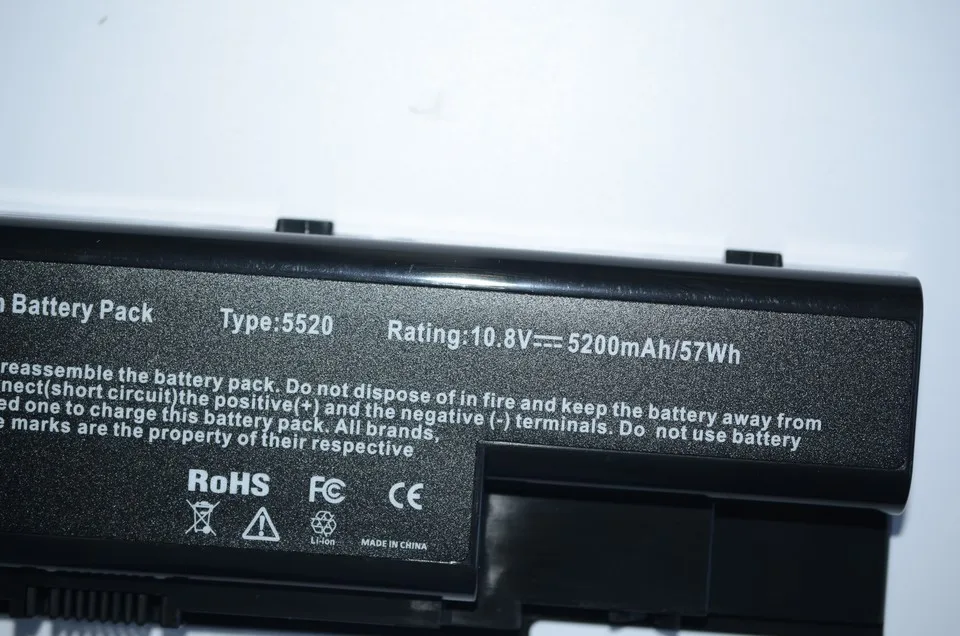 n Battery Pack Type:5520 Rating:10.8V 5200mAh/57Wh
reassemble the battery pack. Do not dispose of in fire and keep the battery away from
nect(short circuit)the positive(+) and the negative (-) terminals. Do not use battery
ed one to charge this battery pack. All brands,
e marks are the property of their respective
RoHS FC CE
Li-ion MADE IN CHINA